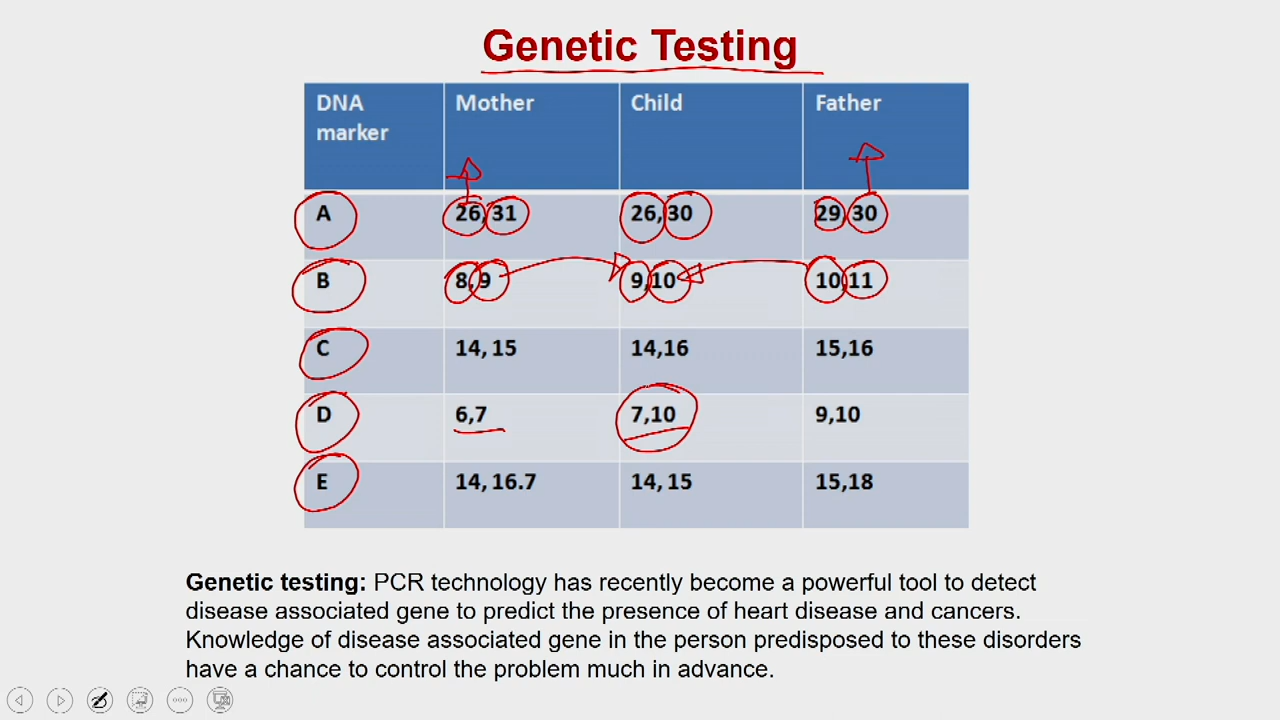 Genetic Testing
DNA marker Mother Child Father
A 26, 31 26, 30 29, 30
B 8, 9 9,10 10,11
C 14, 15 14,16 15,16
D 6,7 7,10 9,10
E 14, 16.7 14, 15 15,18
Genetic testing: PCR technology has recently become a powerful tool to detect
disease associated gene to predict the presence of heart disease and cancers.
Knowledge of disease associated gene in the person predisposed to these disorders
have a chance to control the problem much in advance.